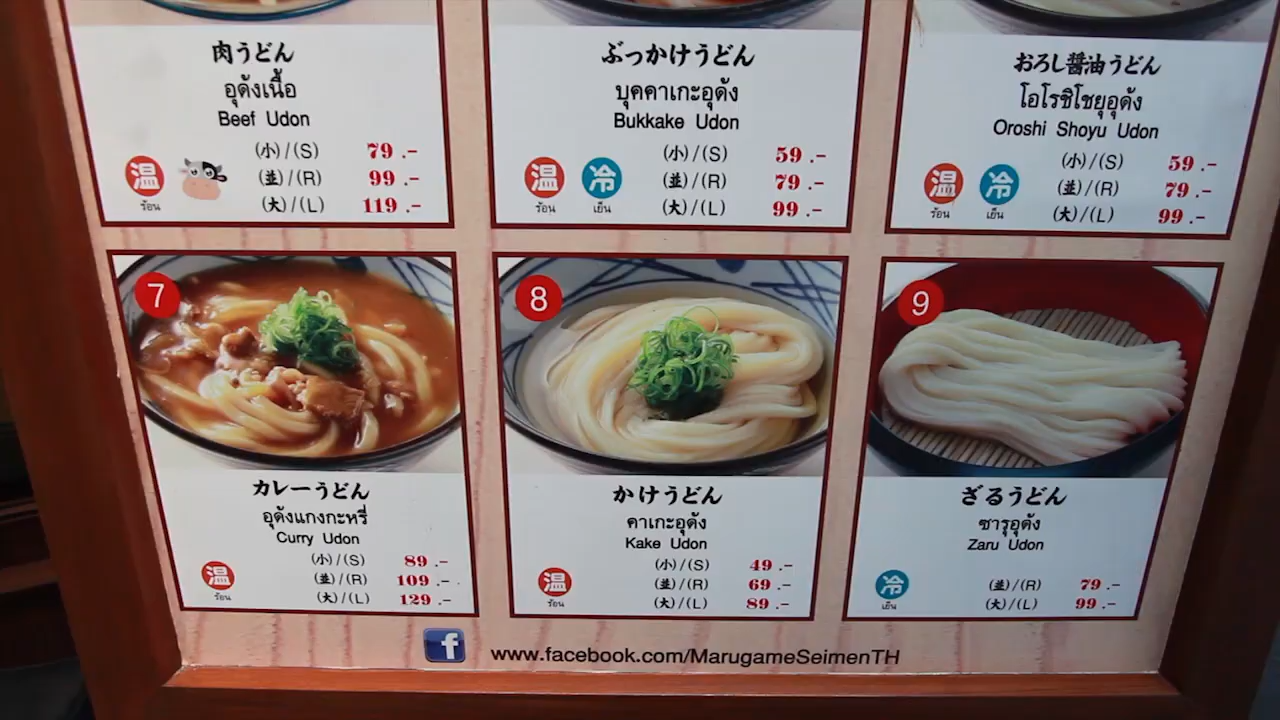 肉うどん
อุด้งเนื้อ
Beef Udon
温
ร้อน
(小)/(S) 79.-
(並)/(R) 99.-
(大)/(L) 119.-
ぶっかけうどん
บุคคาเกะอุด้ง
Bukkake Udon
温
ร้อน
冷
เย็น
(小)/(S) 59.-
(並)/(R) 79.-
(大)/(L) 99.-
おろし醤油うどん
โอโรชิโชยุอุด้ง
Oroshi Shoyu Udon
温
ร้อน
冷
เย็น
(小)/(S) 59.-
(並)/(R) 79.-
(大)/(L) 99.-
7
カレーうどん
อุด้งแกงกะหรี่
Curry Udon
温
ร้อน
(小)/(S) 89.-
(並)/(R) 109.-
(大)/(L) 129.-
8
かけうどん
คาเกะอุด้ง
Kake Udon
温
ร้อน
(小)/(S) 49.-
(並)/(R) 69.-
(大)/(L) 89.-
9
ざるうどん
ซารุอุด้ง
Zaru Udon
冷
เย็น
(並)/(R) 79.-
(大)/(L) 99.-
f www.facebook.com/MarugameSeimenTH